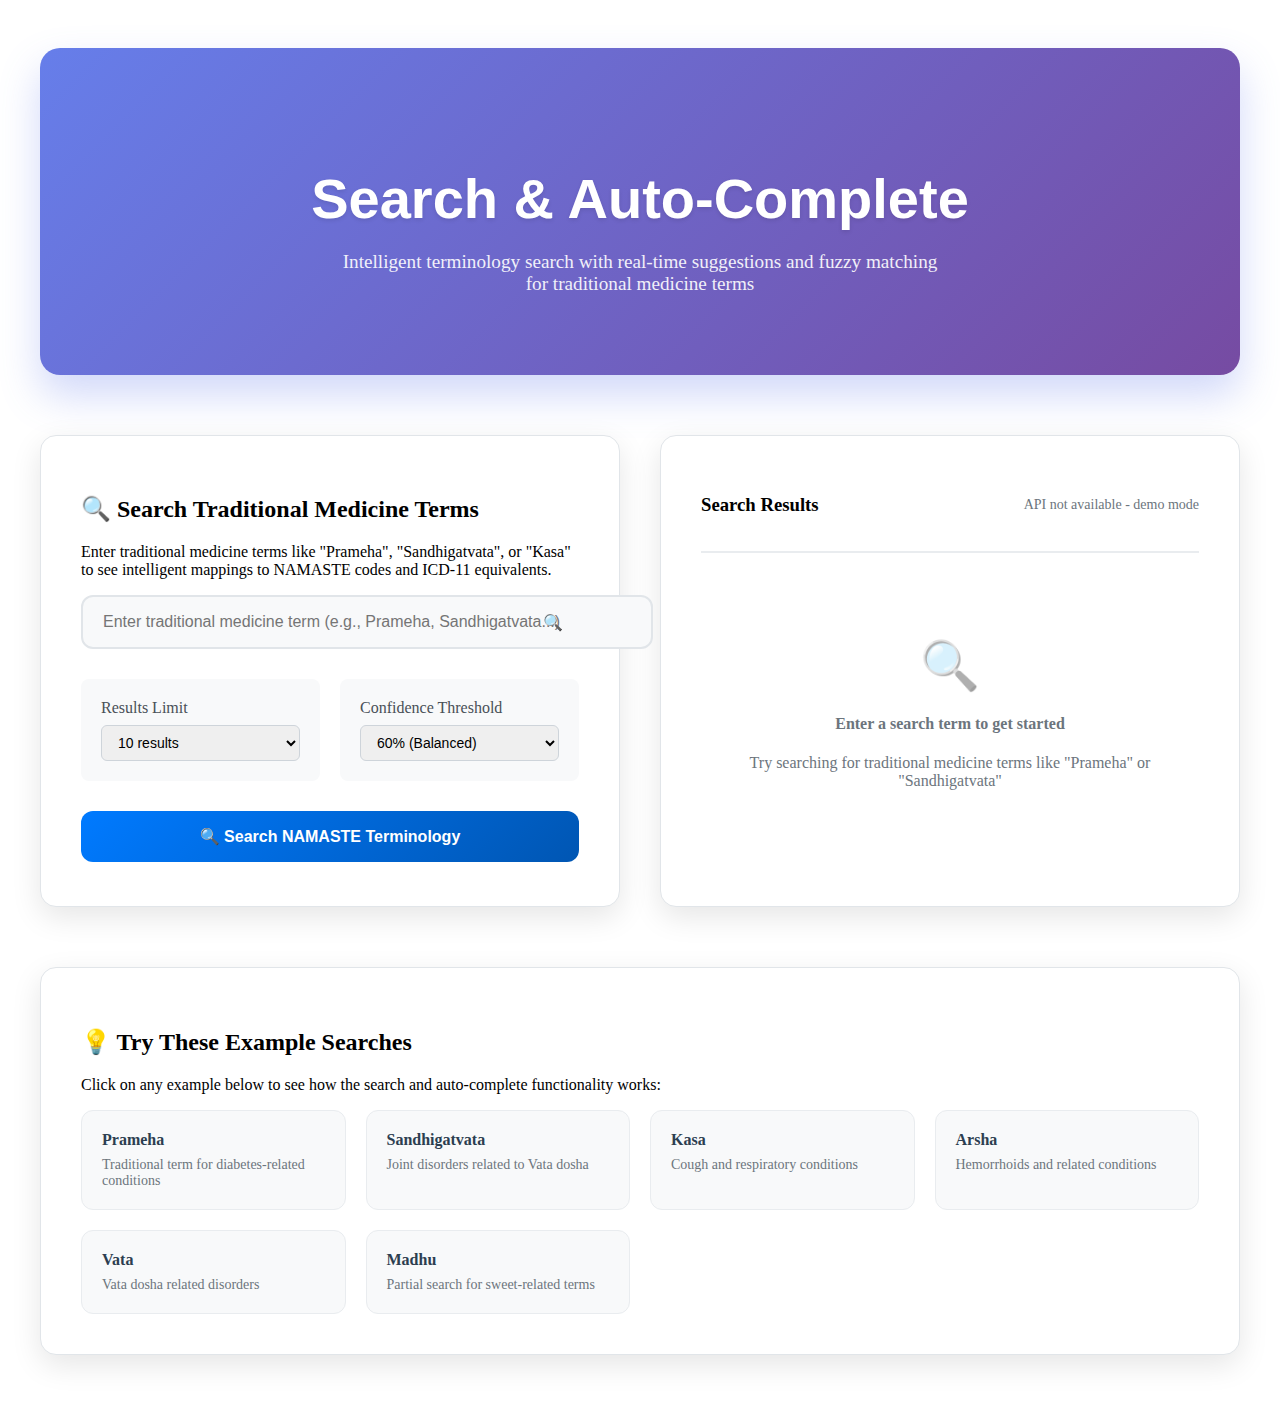 Search & Auto-Complete
Intelligent terminology search with real-time suggestions and fuzzy matching
for traditional medicine terms
🔍 Search Traditional Medicine Terms
Enter traditional medicine terms like "Prameha", "Sandhigatvata", or "Kasa"
to see intelligent mappings to NAMASTE codes and ICD-11 equivalents.
Enter traditional medicine term (e.g., Prameha, Sandhigatvata...)
Results Limit
10 results
Confidence Threshold
60% (Balanced)
🔍 Search NAMASTE Terminology
Search Results
API not available - demo mode
Enter a search term to get started
Try searching for traditional medicine terms like "Prameha" or
"Sandhigatvata"
💡 Try These Example Searches
Click on any example below to see how the search and auto-complete functionality works:
Prameha
Traditional term for diabetes-related
conditions
Sandhigatvata
Joint disorders related to Vata dosha
Kasa
Cough and respiratory conditions
Arsha
Hemorrhoids and related conditions
Vata
Vata dosha related disorders
Madhu
Partial search for sweet-related terms